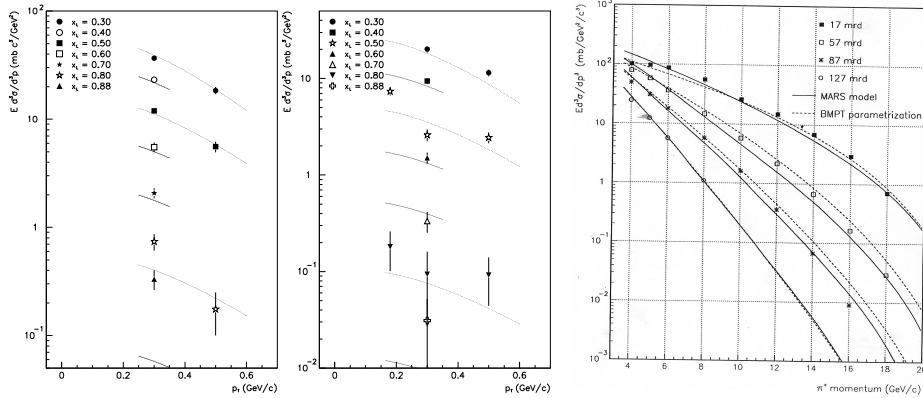 E d³σ/d³p (mb c³/GeV²)
10²
10
1
10⁻¹
x_L = 0.30
x_L = 0.40
x_L = 0.50
x_L = 0.60
x_L = 0.70
x_L = 0.80
x_L = 0.88
0 0.2 0.4 0.6
p_T (GeV/c)
E d³σ/d³p (mb c³/GeV²)
10²
10
1
10⁻¹
10⁻²
x_L = 0.30
x_L = 0.40
x_L = 0.50
x_L = 0.60
x_L = 0.70
x_L = 0.80
x_L = 0.88
0 0.2 0.4 0.6
p_T (GeV/c)
Ed³σ/dp³ (mb/GeV²/c³)
10³
10²
10
1
10⁻¹
10⁻²
10⁻³
17 mrd
57 mrd
87 mrd
127 mrd
MARS model
BMPT parametrization
4 6 8 10 12 14 16 18 20
π⁺ momentum (GeV/c)